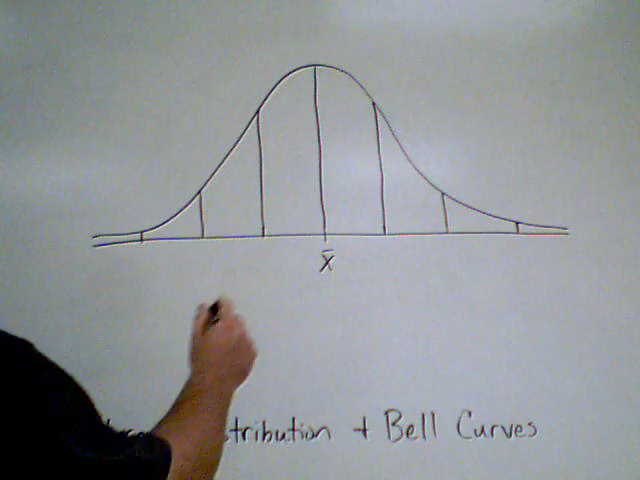 x̄
tribution + Bell Curves